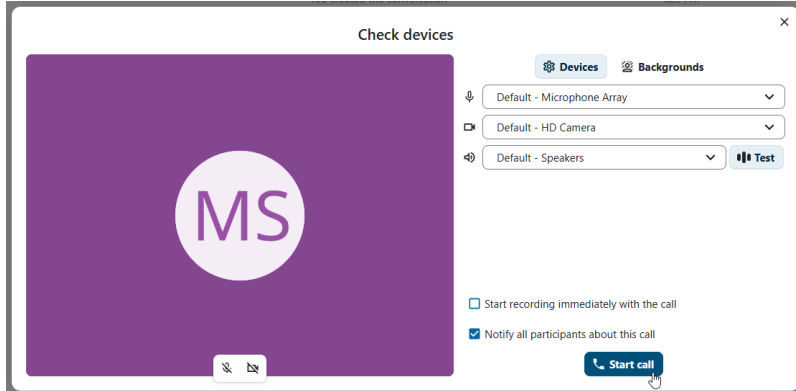 Check devices
Devices
Backgrounds
Default - Microphone Array
Default - HD Camera
Default - Speakers
Test
MS
Start recording immediately with the call
Notify all participants about this call
Start call